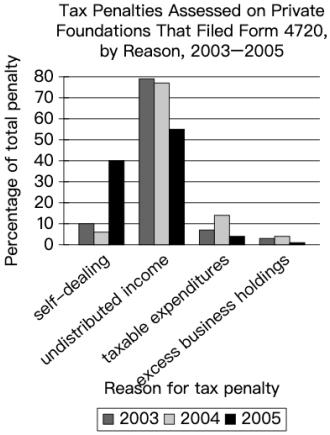 Tax Penalties Assessed on Private
Foundations That Filed Form 4720,
by Reason, 2003–2005
Percentage of total penalty
80
70
60
50
40
30
20
10
0
self–dealing
undistributed income
taxable expenditures
excess business holdings
Reason for tax penalty
2003 2004 2005